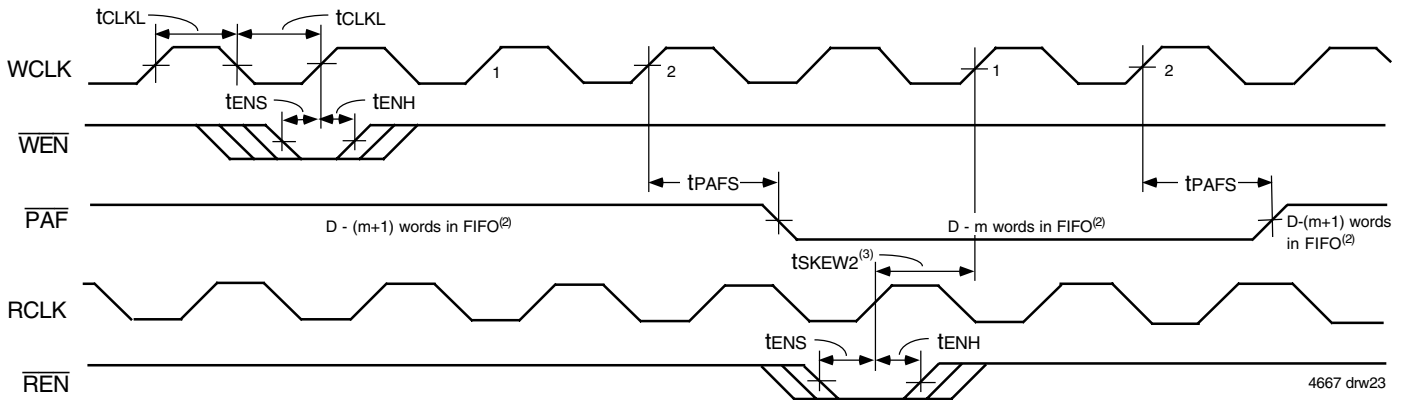 tCLKL tCLKL
WCLK 1 2 1 2
tENS tENH
WEN
tPAFS tPAFS
PAF
D - (m+1) words in FIFO(2) D - m words in FIFO(2) D-(m+1) words
in FIFO(2)
tSKEW2(3)
RCLK
tENS tENH
REN
4667 drw23